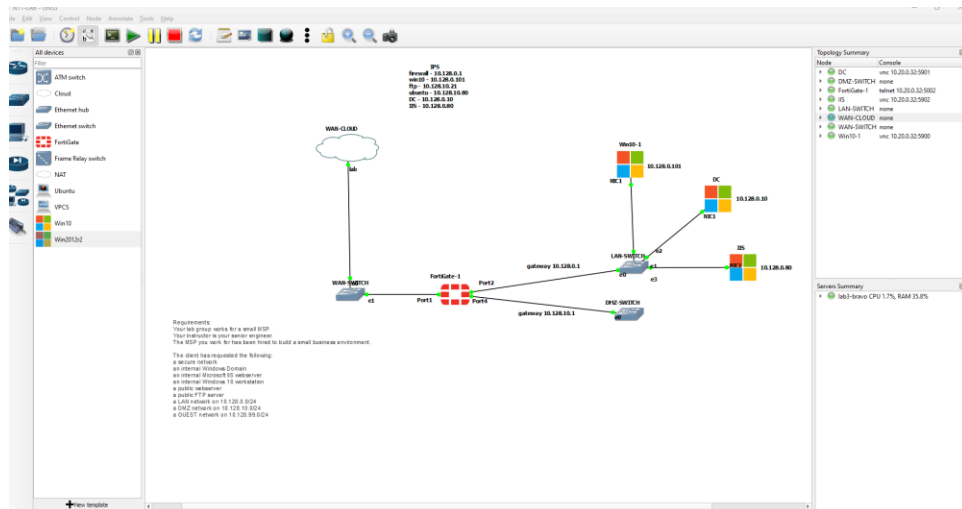 File Edit View Control Node Annotate Tools Help
All devices
Filter
ATM switch
Cloud
Ethernet hub
Ethernet switch
FortiGate
Frame Relay switch
NAT
Ubuntu
VPCS
Win10
Win2012r2
New template
IPS
firewall - 10.128.0.1
win10 - 10.128.0.101
ftp - 10.128.10.21
ubuntu - 10.128.10.80
DC - 10.128.0.10
IIS - 10.128.0.80
WAN-CLOUD
lab
WAN-SWITCH
e1
FortiGate-1
Port1
Port2
Port4
gateway 10.128.0.1
gateway 10.128.10.1
LAN-SWITCH
e0
e1
e2
e3
DMZ-SWITCH
e0
Win10-1
10.128.0.101
NIC1
DC
10.128.0.10
NIC1
IIS
10.128.0.80
NIC1
Requirements:
Your lab group works for a small MSP.
Your instructor is your senior engineer.
The MSP you work for has been hired to build a small business environment.
The client has requested the following:
a secure network
an internal Windows Domain
an internal Microsoft IIS webserver
an internal Windows 10 workstation
a public webserver
a public FTP server
a LAN network on 10.128.0.0/24
a DMZ network on 10.128.10.0/24
a GUEST network on 10.128.99.0/24
Topology Summary
Node Console
DC vnc 10.20.0.32:5901
DMZ-SWITCH none
FortiGate-1 telnet 10.20.0.32:5002
IIS vnc 10.20.0.32:5902
LAN-SWITCH none
WAN-CLOUD none
WAN-SWITCH none
Win10-1 vnc 10.20.0.32:5900
Servers Summary
lab3-bravo CPU 1.7%, RAM 35.8%